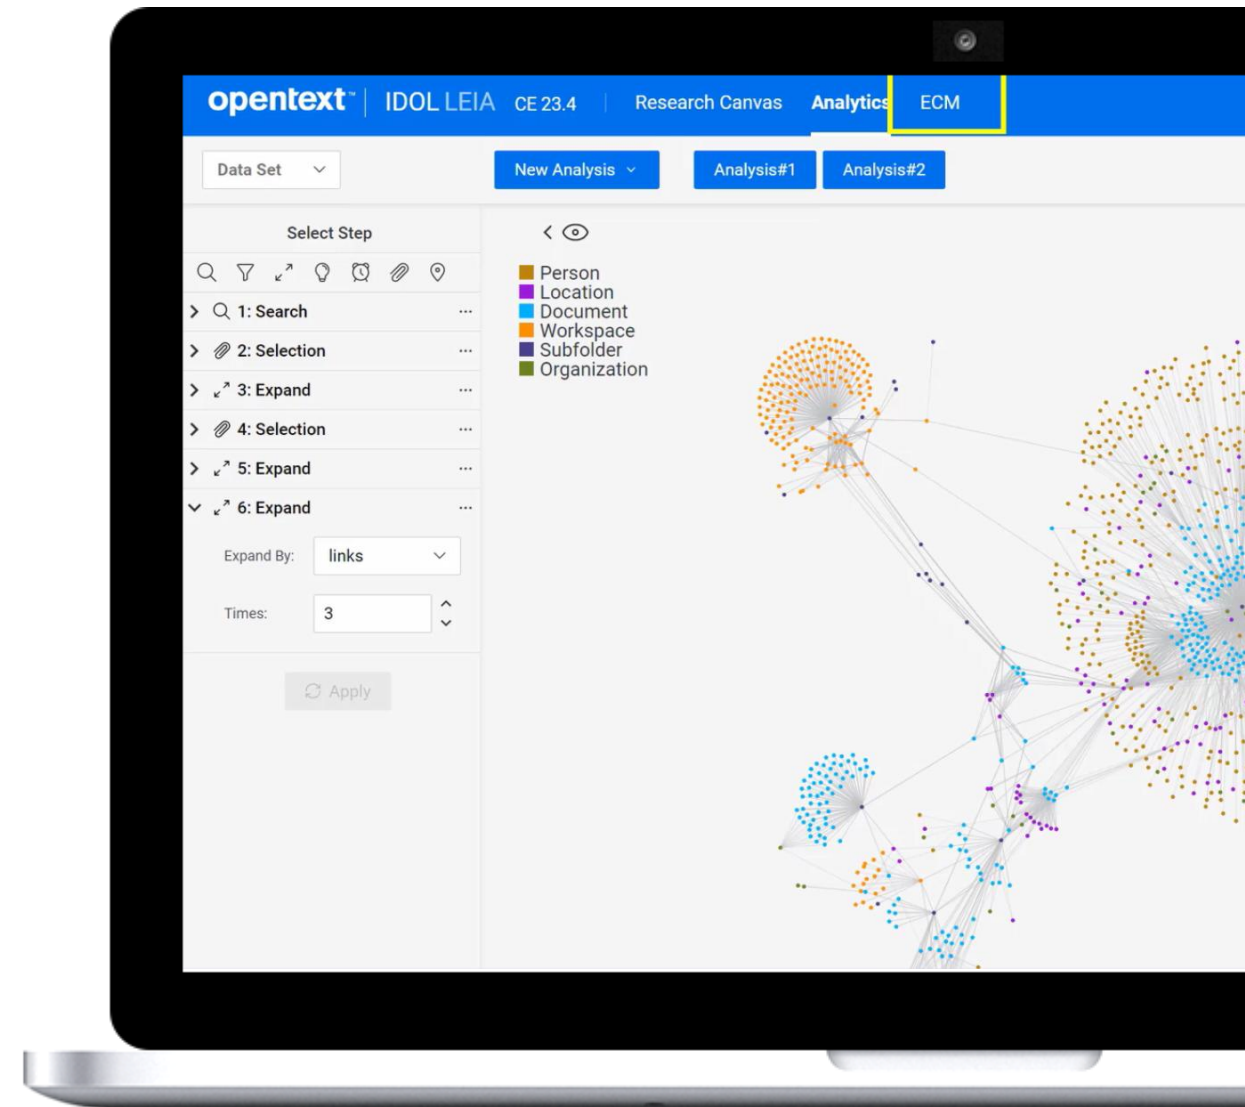 opentext™ | IDOL LEIA CE 23.4 | Research Canvas Analytics ECM
Data Set New Analysis Analysis#1 Analysis#2
Select Step
1: Search
2: Selection
3: Expand
4: Selection
5: Expand
6: Expand
Expand By: links
Times: 3
Apply
Person
Location
Document
Workspace
Subfolder
Organization